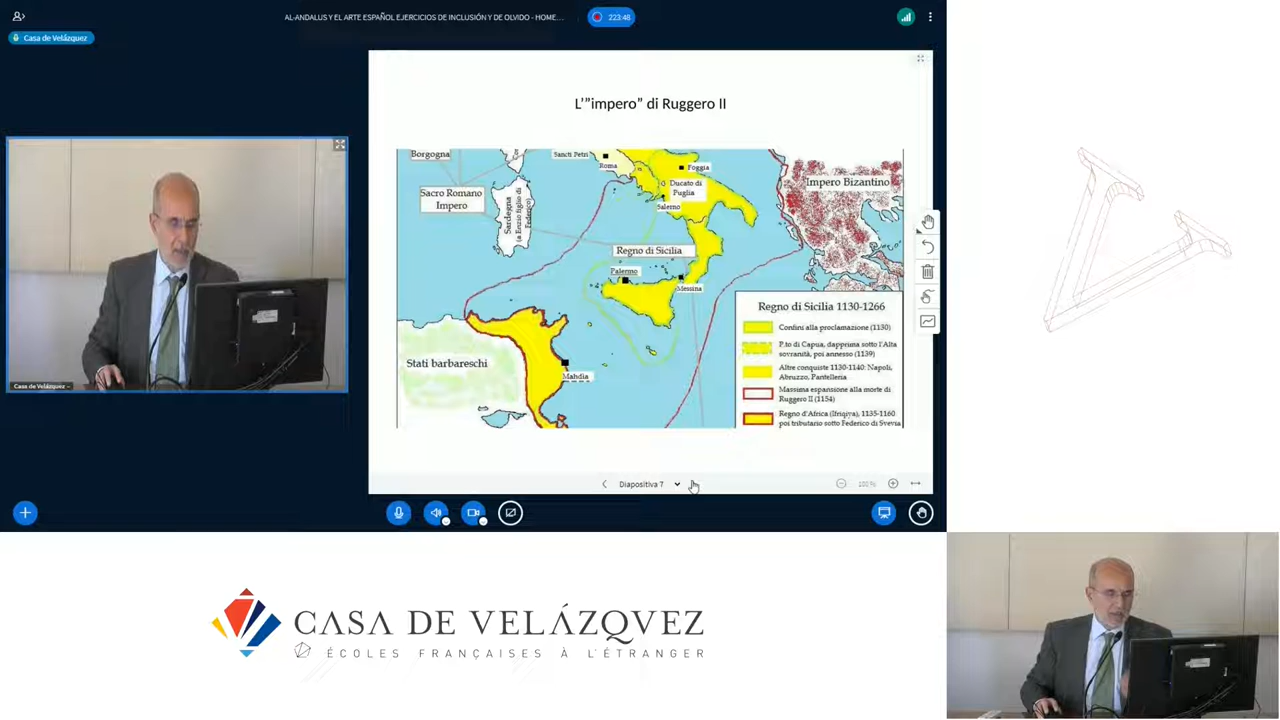 AL-ANDALUS Y EL ARTE ESPAÑOL EJERCICIOS DE INCLUSIÓN Y DE OLVIDO - HOME...
223:48
Casa de Velázquez
L'"impero" di Ruggero II
Borgogna
Sancti Petri
Roma
Foggia
Impero Bizantino
Sacro Romano
Impero
Sardegna
(a Enzio figlio di
Federico)
Ducato di
Puglia
Salerno
Regno di Sicilia
Palermo
Messina
Stati barbareschi
Mahdia
Regno di Sicilia 1130-1266
Confini alla proclamazione (1130)
P.to di Capua, dapprima sotto l'Alta
sovranità, poi annesso (1139)
Altre conquiste 1130-1140: Napoli,
Abruzzo, Pantelleria
Massima espansione alla morte di
Ruggero II (1154)
Regno d'Africa (Ifriqiya), 1135-1160
poi tributario sotto Federico di Svevia
Casa de Velázquez
Diapositiva 7
100 %
CASA DE VELÁZQVEZ
ÉCOLES FRANÇAISES À L'ÉTRANGER